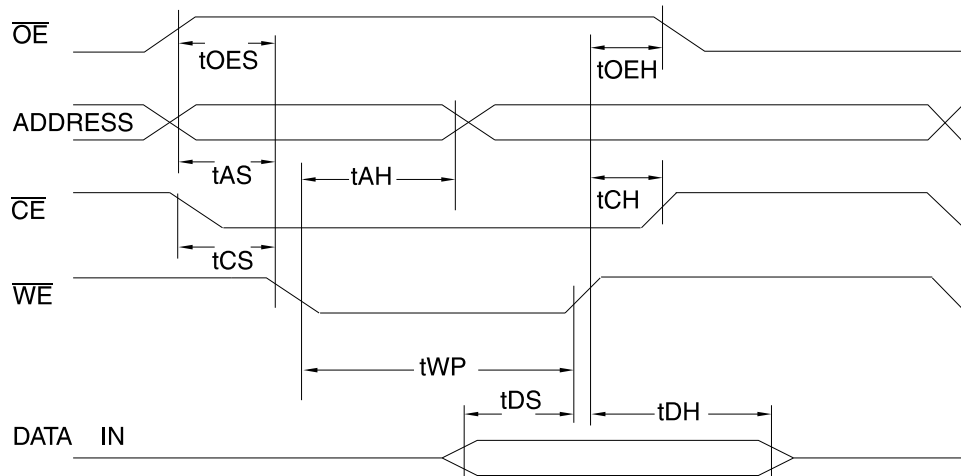 OE
tOES
tOEH
ADDRESS
tAS
tAH
tCH
CE
tCS
WE
tWP
tDS
tDH
DATA IN